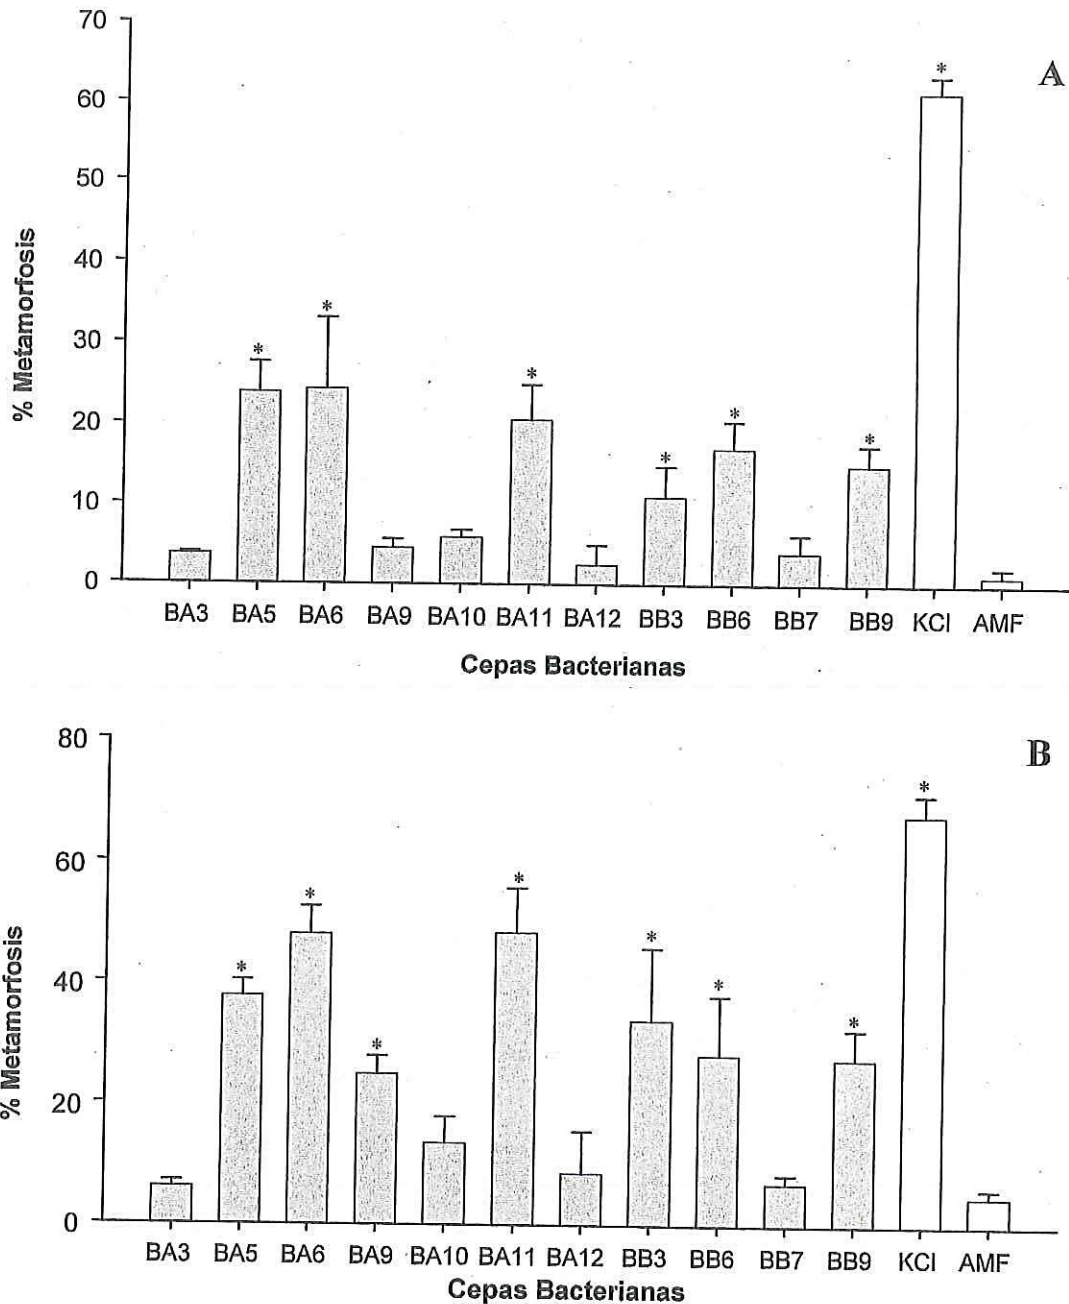 A
70
60
50
40
30
20
10
0
% Metamorfosis
* * * * * * * *
BA3 BA5 BA6 BA9 BA10 BA11 BA12 BB3 BB6 BB7 BB9 KCl AMF
Cepas Bacterianas
B
80
60
40
20
0
% Metamorfosis
* * * * * * * *
BA3 BA5 BA6 BA9 BA10 BA11 BA12 BB3 BB6 BB7 BB9 KCl AMF
Cepas Bacterianas